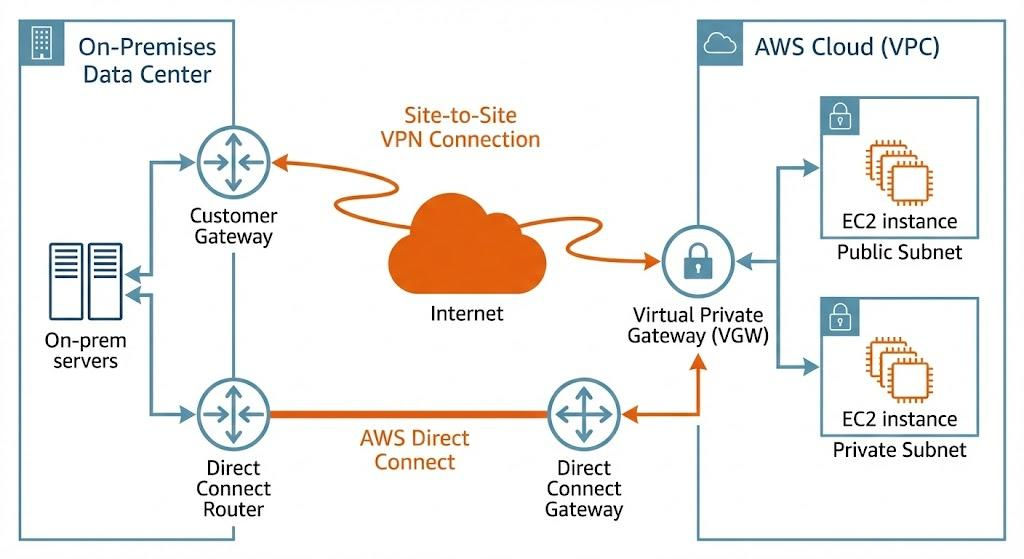 On-Premises
Data Center
AWS Cloud (VPC)
Site-to-Site
VPN Connection
Customer
Gateway
Internet
On-prem
servers
Virtual Private
Gateway (VGW)
EC2 instance
Public Subnet
EC2 instance
Private Subnet
AWS Direct
Connect
Direct
Connect
Router
Direct
Connect
Gateway